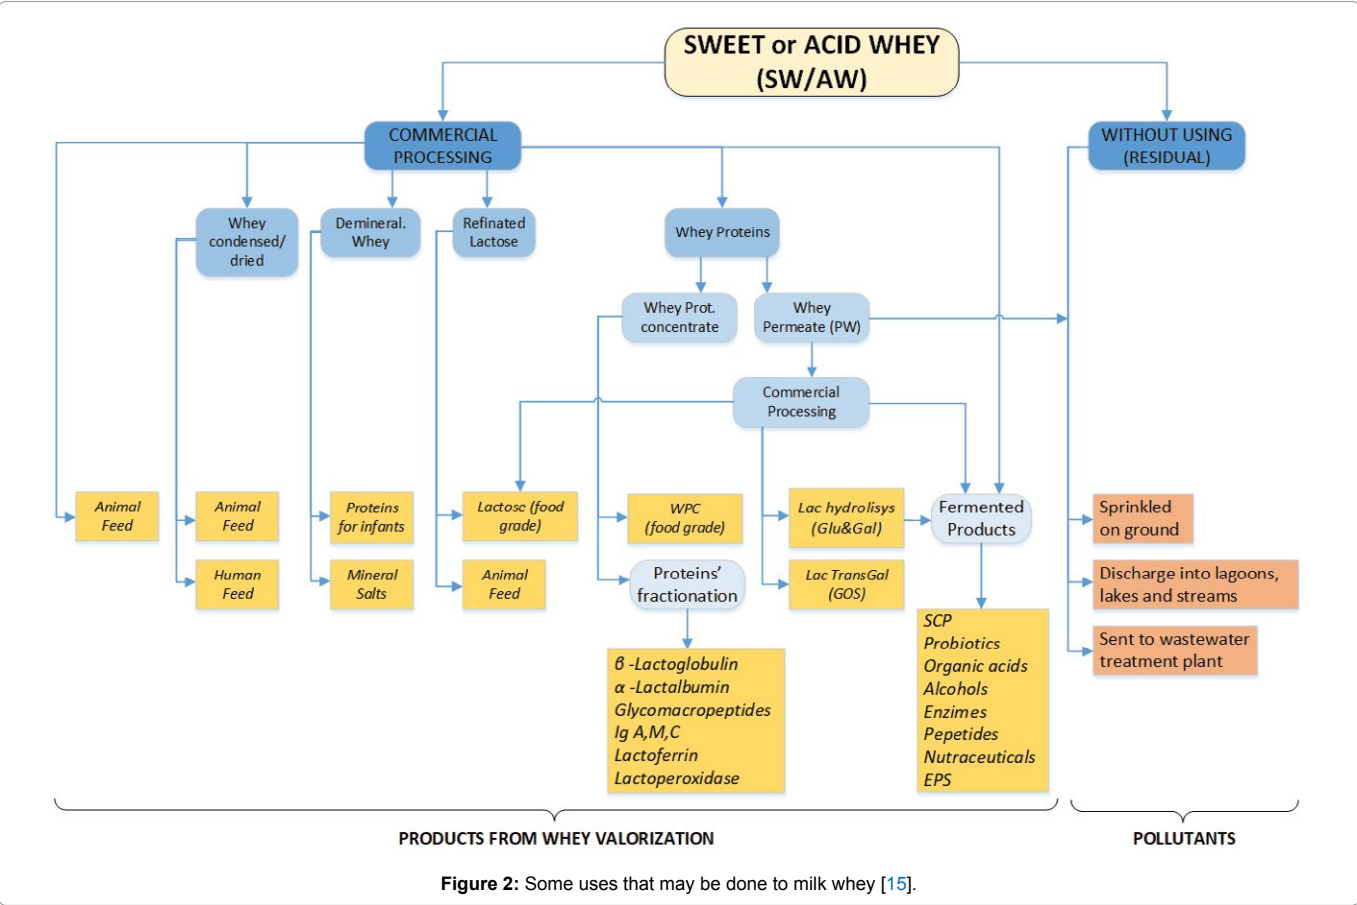 SWEET or ACID WHEY
(SW/AW)
COMMERCIAL
PROCESSING
WITHOUT USING
(RESIDUAL)
Whey
condensed/
dried
Demineral.
Whey
Refinated
Lactose
Whey Proteins
Whey Prot.
concentrate
Whey
Permeate (PW)
Commercial
Processing
Animal
Feed
Animal
Feed
Proteins
for infants
Lactosc (food
grade)
WPC
(food grade)
Lac hydrolisys
(Glu&Gal)
Fermented
Products
Sprinkled
on ground
Human
Feed
Mineral
Salts
Animal
Feed
Proteins’
fractionation
Lac TransGal
(GOS)
Discharge into lagoons,
lakes and streams
Sent to wastewater
treatment plant
β -Lactoglobulin
α -Lactalbumin
Glycomacropeptides
Ig A,M,C
Lactoferrin
Lactoperoxidase
SCP
Probiotics
Organic acids
Alcohols
Enzimes
Pepetides
Nutraceuticals
EPS
PRODUCTS FROM WHEY VALORIZATION
POLLUTANTS
Figure 2: Some uses that may be done to milk whey [15].